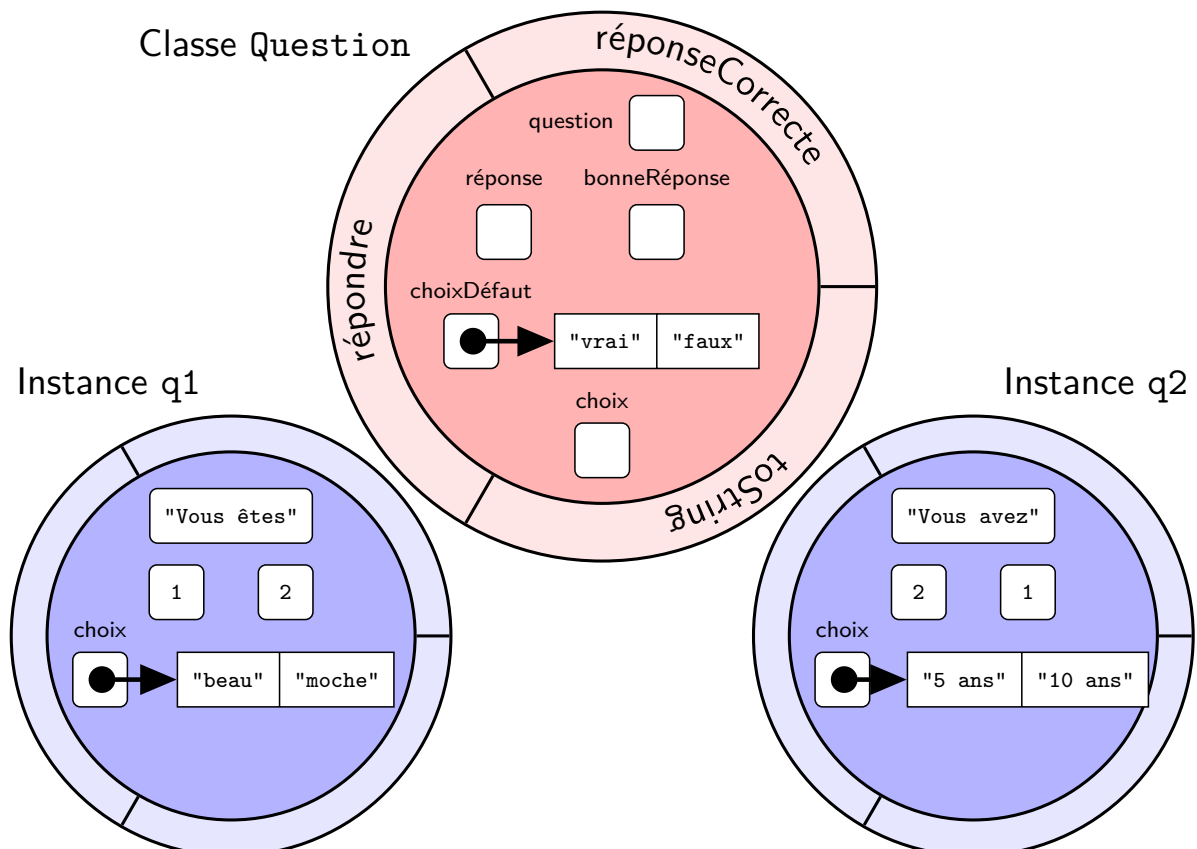 Classe Question
réponseCorrecte
répondre
toString
question
réponse bonneRéponse
choixDéfaut
"vrai" "faux"
choix
Instance q1
"Vous êtes"
1 2
choix
"beau" "moche"
Instance q2
"Vous avez"
2 1
choix
"5 ans" "10 ans"